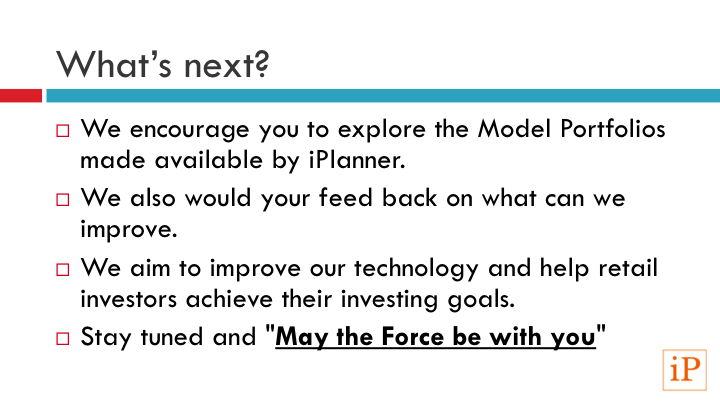 What’s next?
We encourage you to explore the Model Portfolios
made available by iPlanner.
We also would your feed back on what can we
improve.
We aim to improve our technology and help retail
investors achieve their investing goals.
Stay tuned and "May the Force be with you"
iP